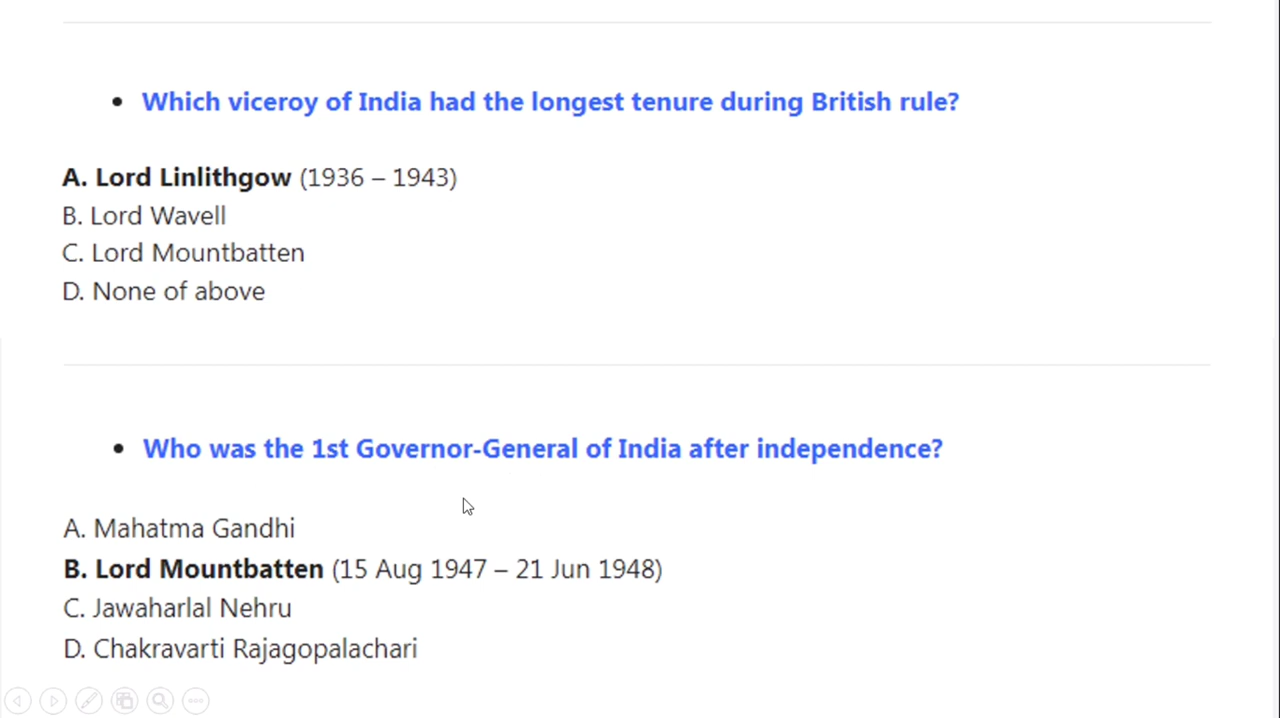 • Which viceroy of India had the longest tenure during British rule?
A. Lord Linlithgow (1936 – 1943)
B. Lord Wavell
C. Lord Mountbatten
D. None of above
• Who was the 1st Governor-General of India after independence?
A. Mahatma Gandhi
B. Lord Mountbatten (15 Aug 1947 – 21 Jun 1948)
C. Jawaharlal Nehru
D. Chakravarti Rajagopalachari